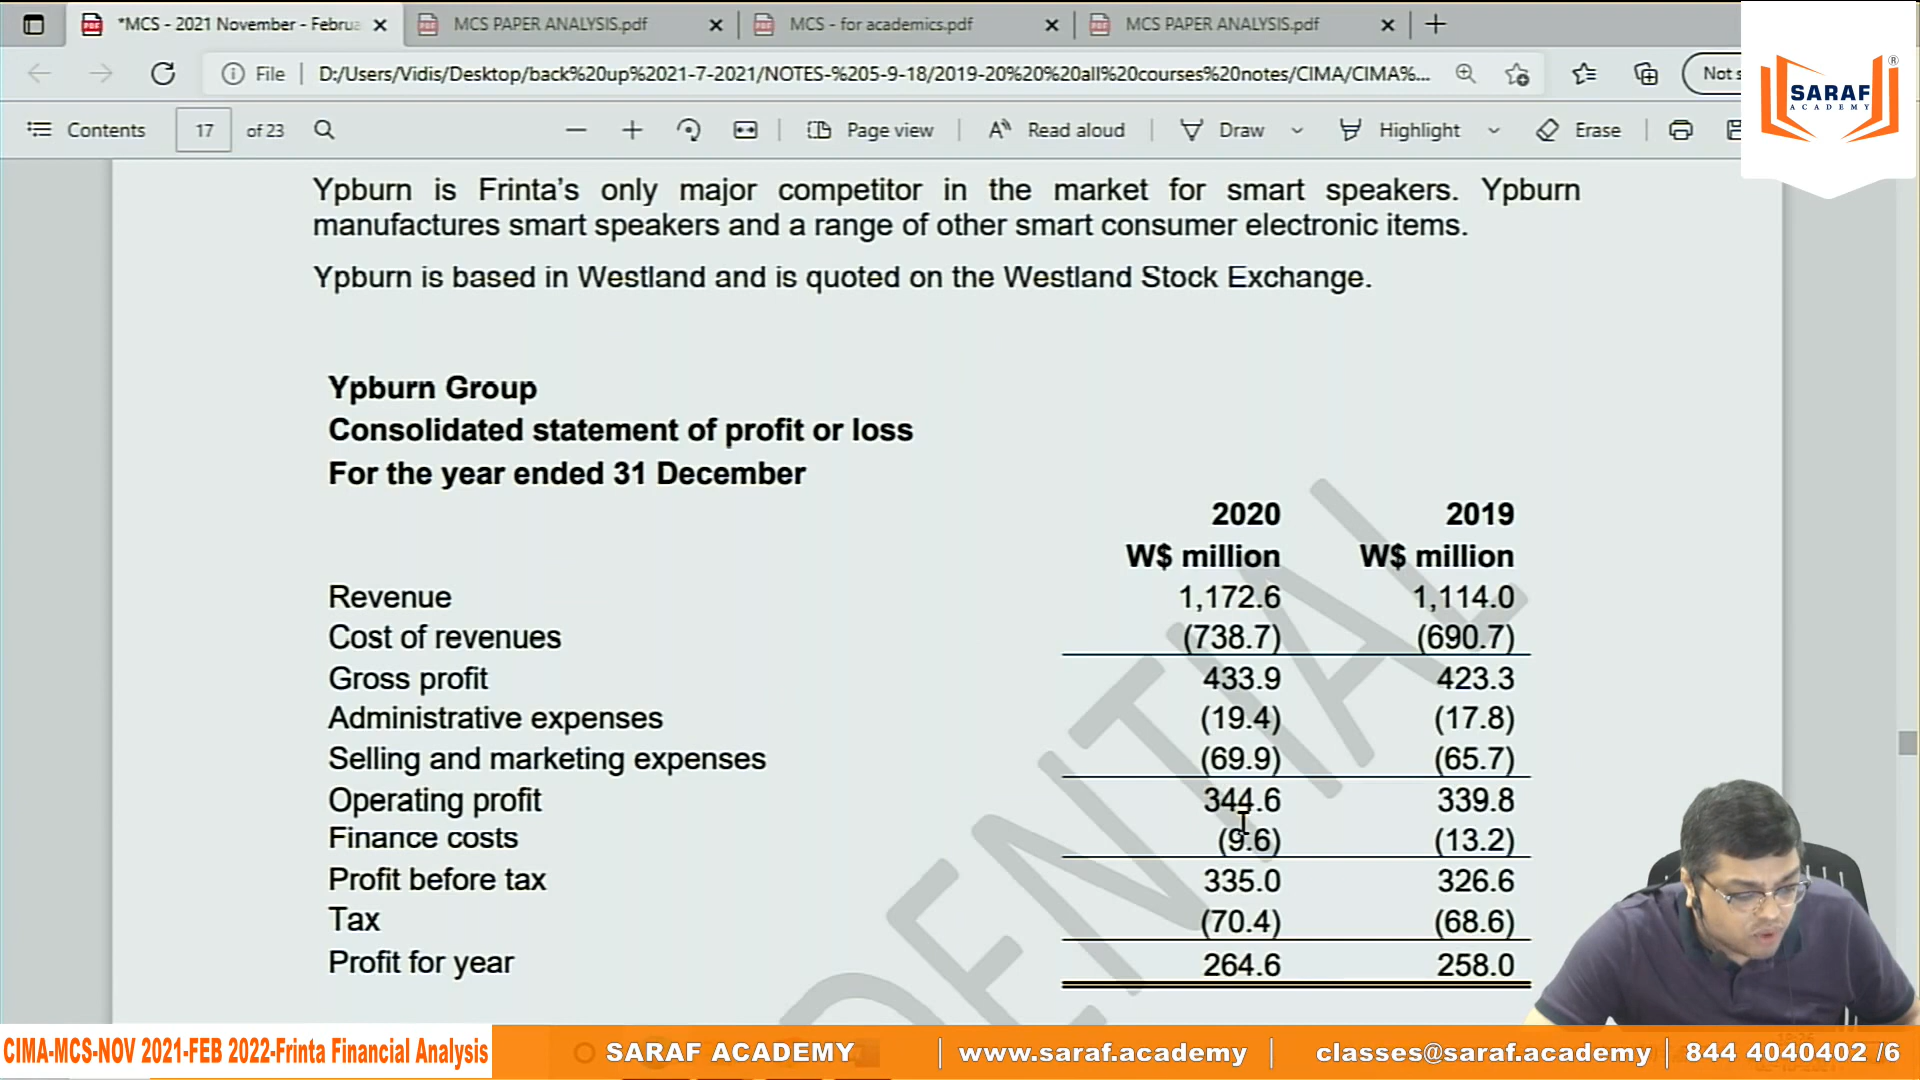 *MCS - 2021 November - Februa
MCS PAPER ANALYSIS.pdf
MCS - for academics.pdf
MCS PAPER ANALYSIS.pdf
File
D:/Users/Vidis/Desktop/back%20up%2021-7-2021/NOTES-%205-9-18/2019-20%20%20all%20courses%20notes/CIMA/CIMA%...
Not s
SARAF
ACADEMY
®
Contents
17
of 23
Page view
Read aloud
Draw
Highlight
Erase
Ypburn is Frinta's only major competitor in the market for smart speakers. Ypburn
manufactures smart speakers and a range of other smart consumer electronic items.
Ypburn is based in Westland and is quoted on the Westland Stock Exchange.
Ypburn Group
Consolidated statement of profit or loss
For the year ended 31 December
2020 2019
W$ million W$ million
Revenue 1,172.6 1,114.0
Cost of revenues (738.7) (690.7)
Gross profit 433.9 423.3
Administrative expenses (19.4) (17.8)
Selling and marketing expenses (69.9) (65.7)
Operating profit 344.6 339.8
Finance costs (9.6) (13.2)
Profit before tax 335.0 326.6
Tax (70.4) (68.6)
Profit for year 264.6 258.0
DENTIAL
CIMA-MCS-NOV 2021-FEB 2022-Frinta Financial Analysis
SARAF ACADEMY | www.saraf.academy | classes@saraf.academy | 844 4040402 /6